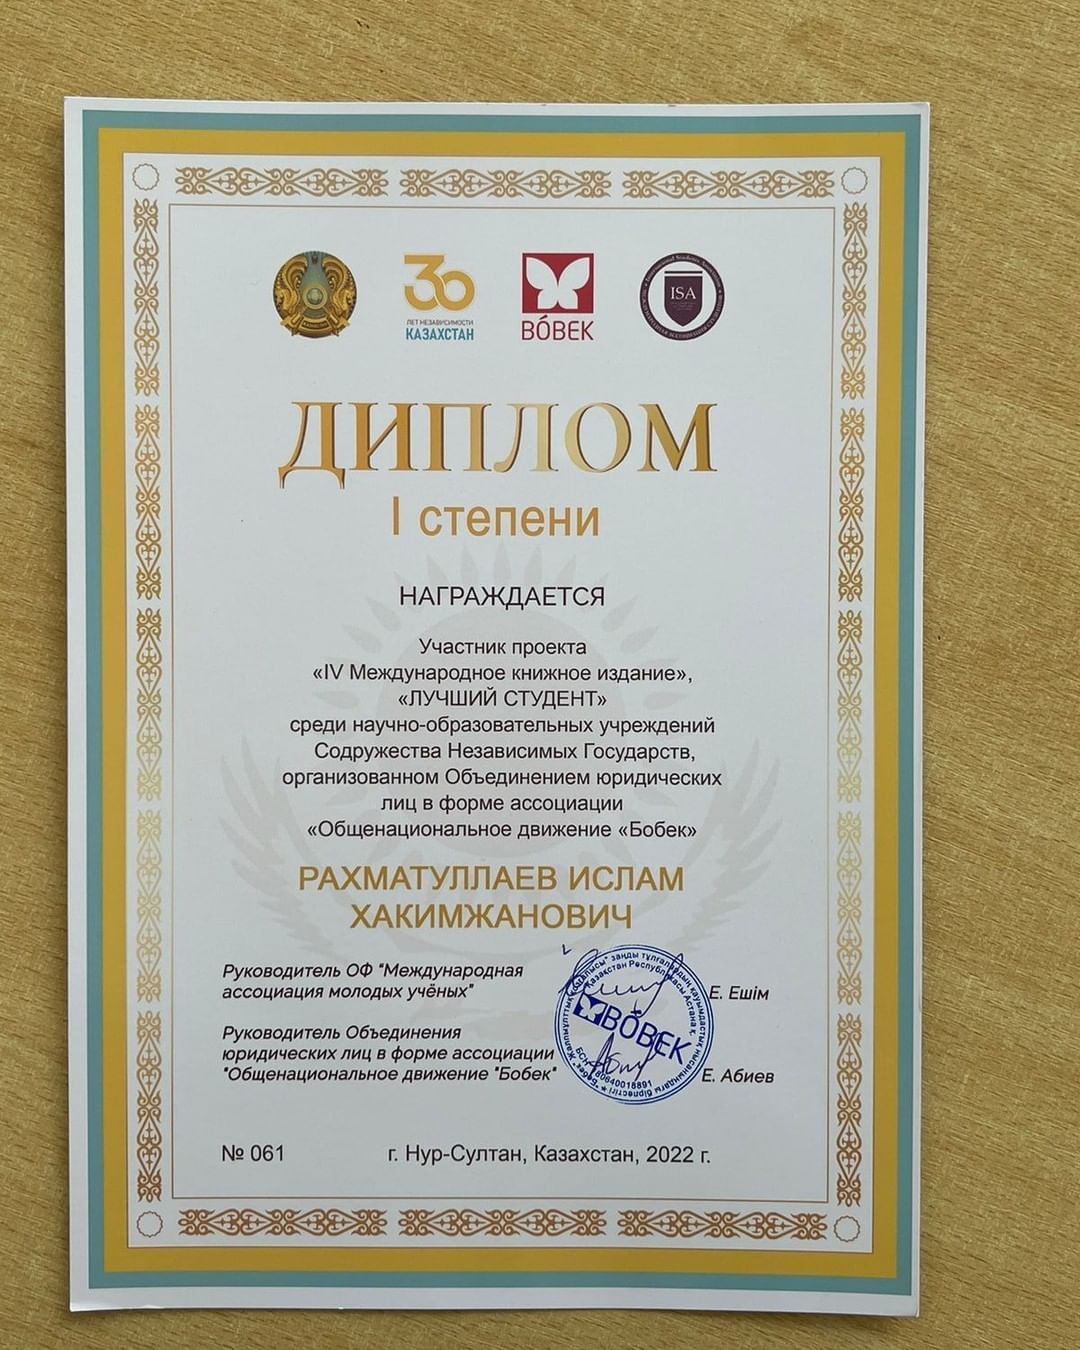 30
ЛЕТ НЕЗАВИСИМОСТИ
КАЗАХСТАН
BÓBEK
ISA
ДИПЛОМ
I степени
НАГРАЖДАЕТСЯ
Участник проекта
«IV Международное книжное издание»,
«ЛУЧШИЙ СТУДЕНТ»
среди научно-образовательных учреждений
Содружества Независимых Государств,
организованном Объединением юридических
лиц в форме ассоциации
«Общенациональное движение «Бобек»
РАХМАТУЛЛАЕВ ИСЛАМ
ХАКИМЖАНОВИЧ
Руководитель ОФ "Международная
ассоциация молодых учёных"
Е. Ешім
Руководитель Объединения
юридических лиц в форме ассоциации
"Общенациональное движение "Бобек"
Е. Абиев
BÓBEK
№ 061
г. Нур-Султан, Казахстан, 2022 г.